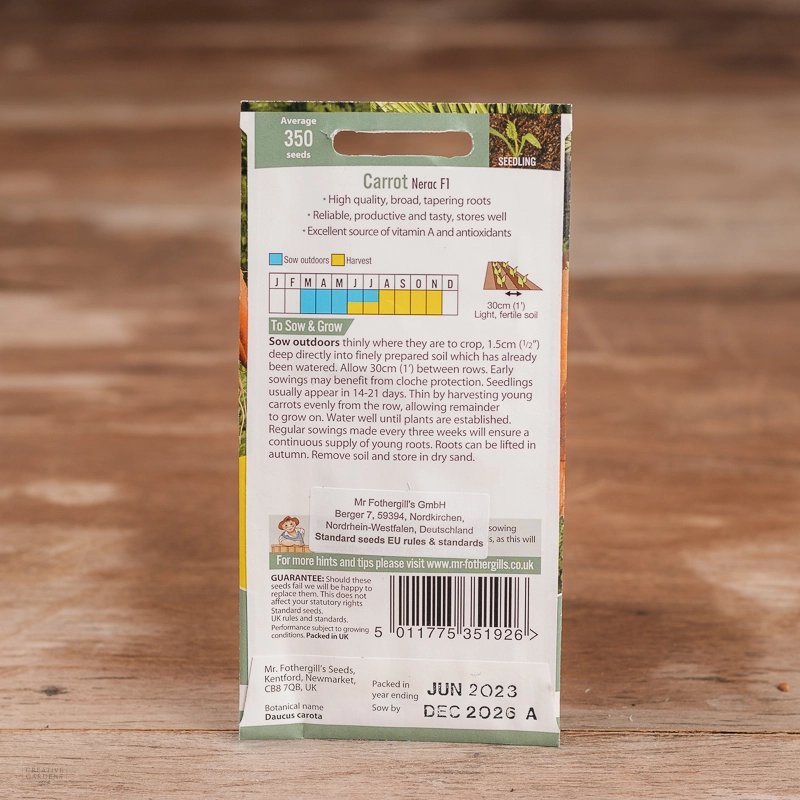 Average
350
seeds
SEEDLING
Carrot Nerac F1
• High quality, broad, tapering roots
• Reliable, productive and tasty, stores well
• Excellent source of vitamin A and antioxidants
Sow outdoors Harvest
J F M A M J J A S O N D
30cm (1')
Light, fertile soil
To Sow & Grow
Sow outdoors thinly where they are to crop, 1.5cm (1/2")
deep directly into finely prepared soil which has already
been watered. Allow 30cm (1') between rows. Early
sowings may benefit from cloche protection. Seedlings
usually appear in 14-21 days. Thin by harvesting young
carrots evenly from the row, allowing remainder
to grow on. Water well until plants are established.
Regular sowings made every three weeks will ensure a
continuous supply of young roots. Roots can be lifted in
autumn. Remove soil and store in dry sand.
Mr Fothergill's GmbH
Berger 7, 59394, Nordkirchen,
Nordrhein-Westfalen, Deutschland
Standard seeds EU rules & standards
sowing
s, as this will
For more hints and tips please visit www.mr-fothergills.co.uk
GUARANTEE: Should these
seeds fail we will be happy to
replace them. This does not
affect your statutory rights
Standard seeds.
UK rules and standards.
Performance subject to growing
conditions. Packed in UK
5 011775 351926 >
Mr. Fothergill's Seeds,
Kentford, Newmarket,
CB8 7QB, UK
Botanical name
Daucus carota
Packed in
year ending JUN 2023
Sow by DEC 2026 A
CREATIVE
GARDENS